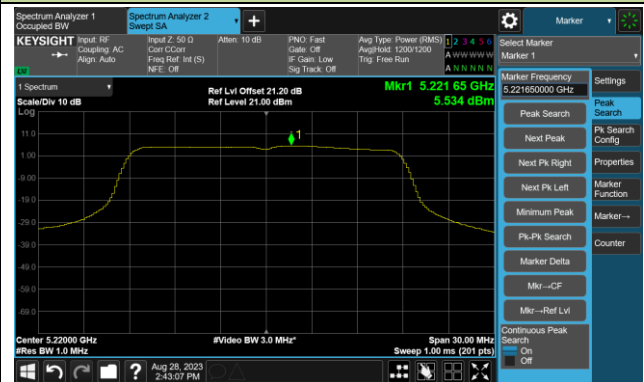 Spectrum Analyzer 1
Occupied BW
Spectrum Analyzer 2
Swept SA
Marker
KEYSIGHT
Input: RF
Coupling: AC
Align: Auto
Input Z: 50 Ω
Corr CCorr
Freq Ref: Int (S)
NFE: Off
Atten: 10 dB
PNO: Fast
Gate: Off
IF Gain: Low
Sig Track: Off
Avg Type: Power (RMS)
Avg|Hold: 1200/1200
Trig: Free Run
1 2 3 4 5 6
A W W W W W
A N N N N N
LXI
Select Marker
Marker 1
1 Spectrum
Scale/Div 10 dB
Log
Ref Lvl Offset 21.20 dB
Ref Level 21.00 dBm
Mkr1 5.221 65 GHz
5.534 dBm
1
11.0
1.00
-9.00
-19.0
-29.0
-39.0
-49.0
-59.0
-69.0
Center 5.22000 GHz
#Res BW 1.0 MHz
#Video BW 3.0 MHz*
Span 30.00 MHz
Sweep 1.00 ms (201 pts)
Marker Frequency
5.221650000 GHz
Peak Search
Next Peak
Next Pk Right
Next Pk Left
Minimum Peak
Pk-Pk Search
Marker Delta
Mkr→CF
Mkr→Ref Lvl
Continuous Peak
Search
On
Off
Settings
Peak
Search
Pk Search
Config
Properties
Marker
Function
Marker→
Counter
?
Aug 28, 2023
2:43:07 PM